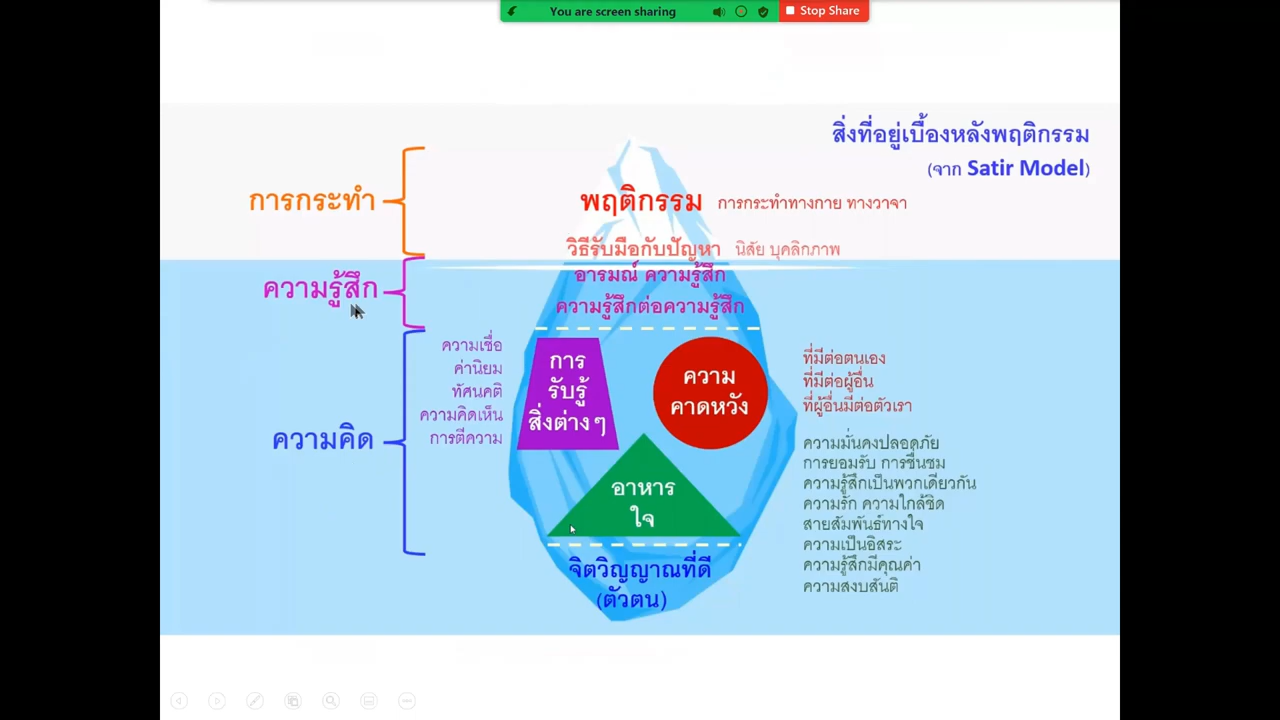 You are screen sharing
Stop Share
สิ่งที่อยู่เบื้องหลังพฤติกรรม
(จาก Satir Model)
การกระทำ
พฤติกรรม การกระทำทางกาย ทางวาจา
วิธีรับมือกับปัญหา นิสัย บุคลิกภาพ
ความรู้สึก
อารมณ์ ความรู้สึก
ความรู้สึกต่อความรู้สึก
ความคิด
ความเชื่อ
ค่านิยม
ทัศนคติ
ความคิดเห็น
การตีความ
การ
รับรู้
สิ่งต่างๆ
ความ
คาดหวัง
ที่มีต่อตนเอง
ที่มีต่อผู้อื่น
ที่ผู้อื่นมีต่อตัวเรา
อาหาร
ใจ
ความมั่นคงปลอดภัย
การยอมรับ การชื่นชม
ความรู้สึกเป็นพวกเดียวกัน
ความรัก ความใกล้ชิด
สายสัมพันธ์ทางใจ
ความเป็นอิสระ
ความรู้สึกมีคุณค่า
ความสงบสันติ
จิตวิญญาณที่ดี
(ตัวตน)